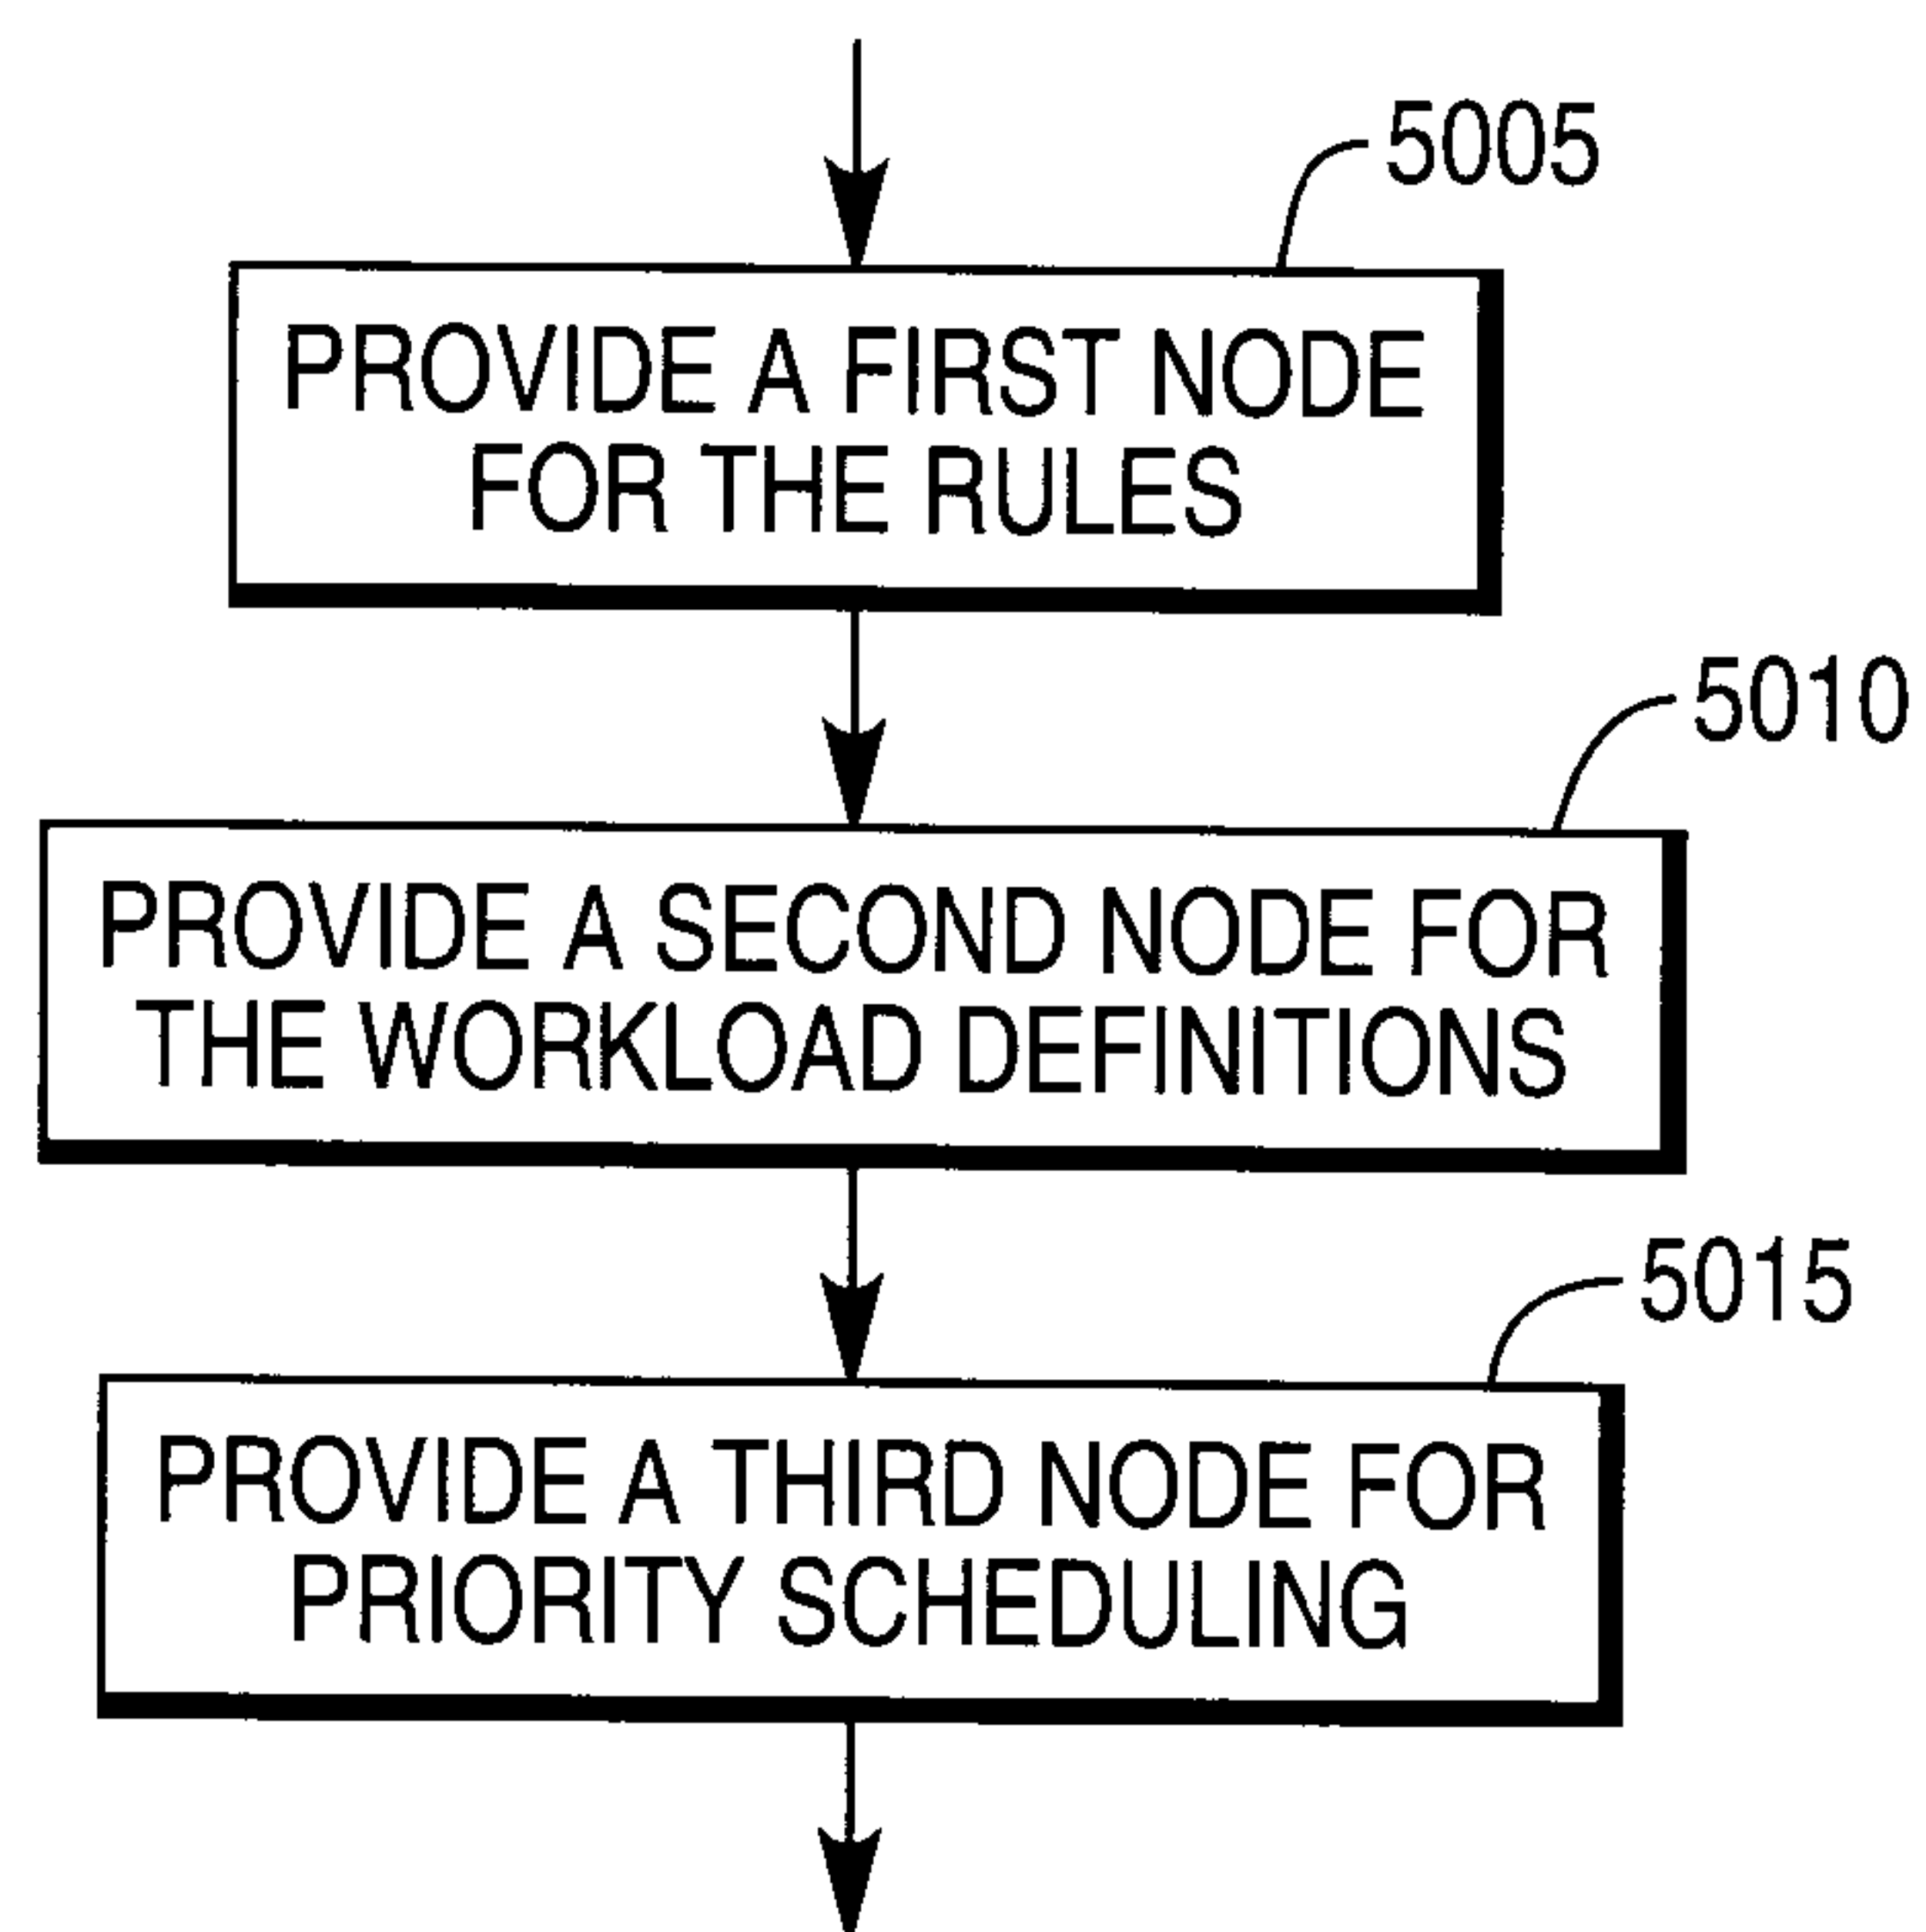 5005
PROVIDE A FIRST NODE
FOR THE RULES
5010
PROVIDE A SECOND NODE FOR
THE WORKLOAD DEFINITIONS
5015
PROVIDE A THIRD NODE FOR
PRIORITY SCHEDULING